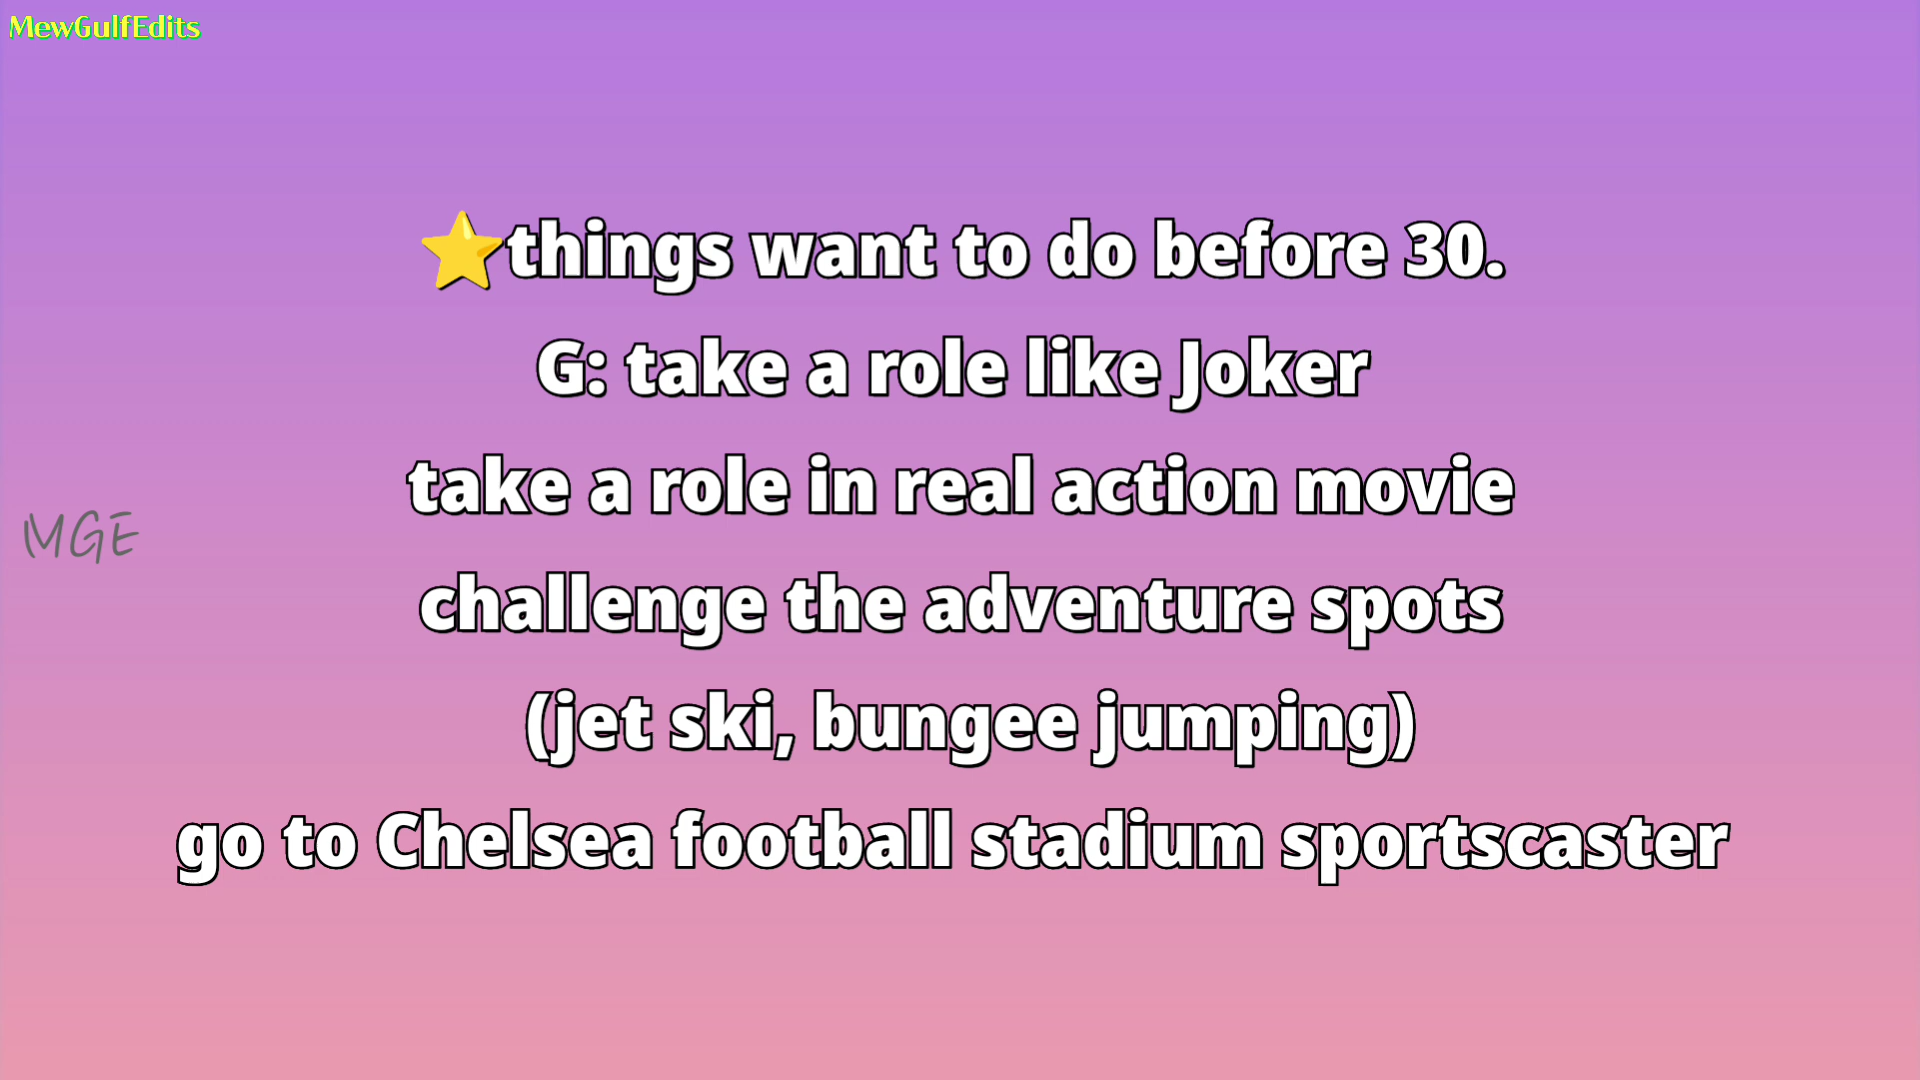 MewGulfEdits
⭐things want to do before 30.
G: take a role like Joker
take a role in real action movie
challenge the adventure spots
MGE
(jet ski, bungee jumping)
go to Chelsea football stadium sportscaster